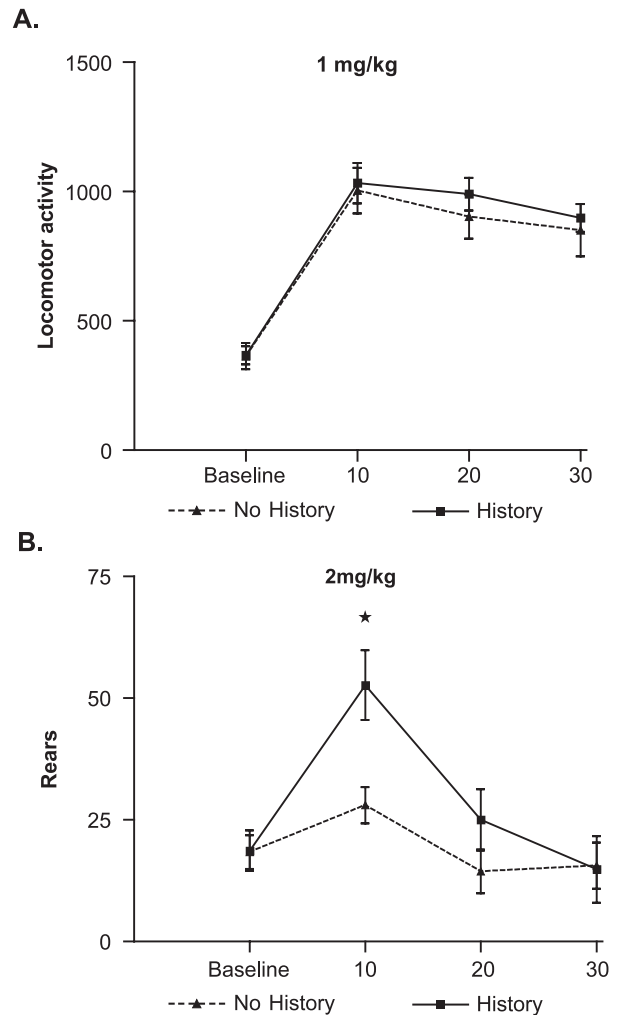 A.
1 mg/kg
1500
1000
500
0
Locomotor activity
Baseline 10 20 30
No History History
B.
2mg/kg
★
75
50
25
0
Rears
Baseline 10 20 30
No History History